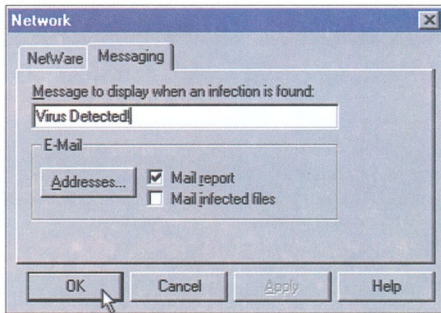 Network
NetWare Messaging
Message to display when an infection is found:
Virus Detected!
E-Mail
Addresses... Mail report
Mail infected files
OK Cancel Apply Help